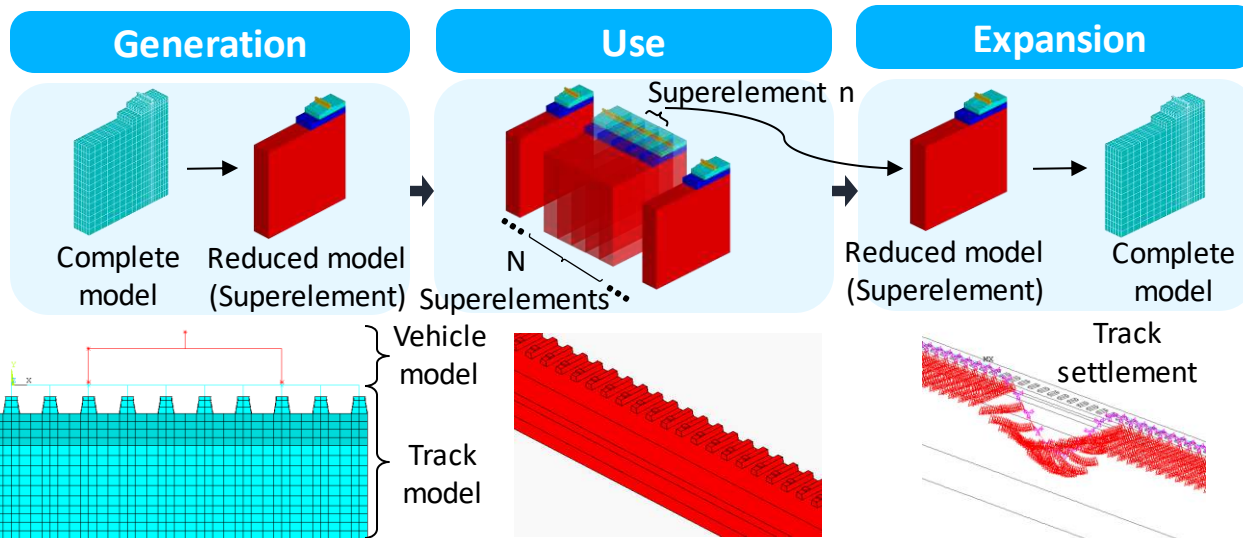 Generation
Use
Expansion
Superelement n
Complete
model
Reduced model
(Superelement)
N
Superelements
Reduced model
(Superelement)
Complete
model
Vehicle
model
Track
model
X
Track
settlement
MX